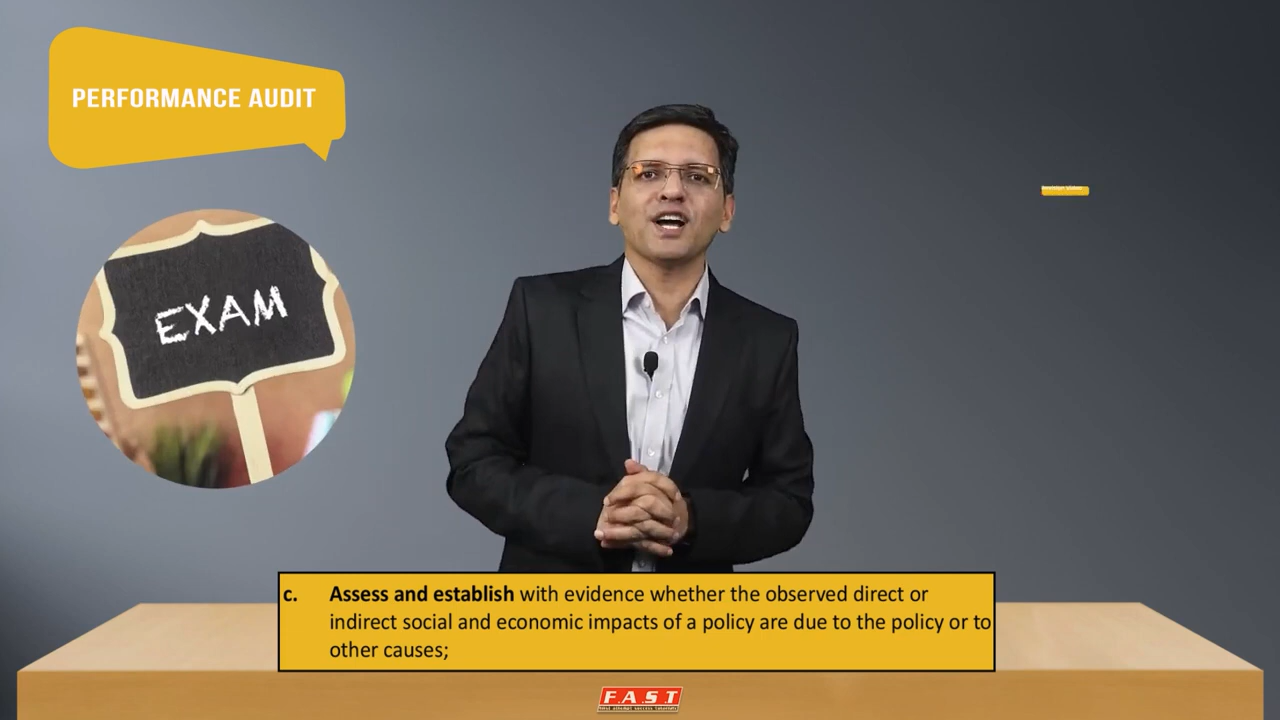 PERFORMANCE AUDIT
EXAM
c. Assess and establish with evidence whether the observed direct or
indirect social and economic impacts of a policy are due to the policy or to
other causes;
F.A.S.T